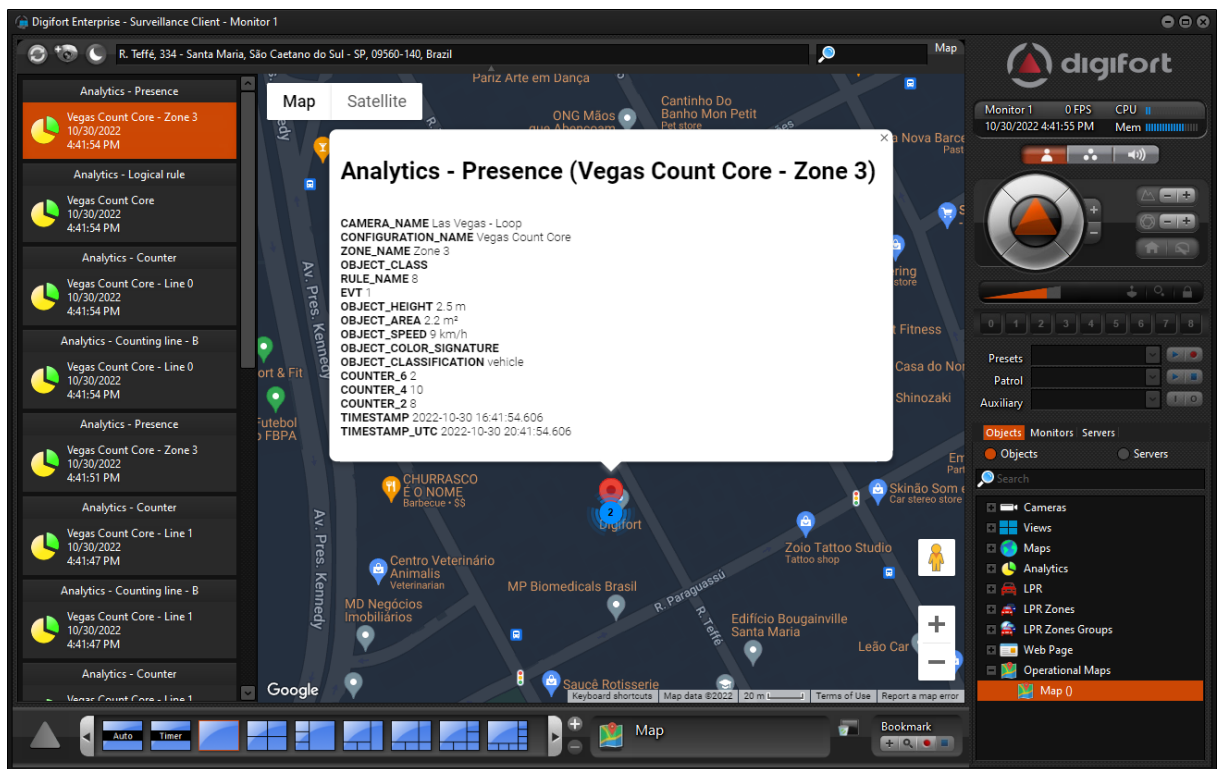 Digifort Enterprise - Surveillance Client - Monitor 1
R. Teffé, 334 - Santa Maria, São Caetano do Sul - SP, 09560-140, Brazil
Map
Analytics - Presence
Vegas Count Core - Zone 3
10/30/2022
4:41:54 PM
Analytics - Logical rule
Vegas Count Core
10/30/2022
4:41:54 PM
Analytics - Counter
Vegas Count Core - Line 0
10/30/2022
4:41:54 PM
Analytics - Counting line - B
Vegas Count Core - Line 0
10/30/2022
4:41:54 PM
Analytics - Presence
Vegas Count Core - Zone 3
10/30/2022
4:41:51 PM
Analytics - Counter
Vegas Count Core - Line 1
10/30/2022
4:41:47 PM
Analytics - Counting line - B
Vegas Count Core - Line 1
10/30/2022
4:41:47 PM
Analytics - Counter
Vegas Count Core - Line 1
Map Satellite
Pariz Arte em Dança
ONG Mãos
que Abençoam
Cantinho Do
Banho Mon Petit
Pet store
a Nova Barce
Past
Analytics - Presence (Vegas Count Core - Zone 3)
CAMERA_NAME Las Vegas - Loop
CONFIGURATION_NAME Vegas Count Core
ZONE_NAME Zone 3
OBJECT_CLASS
RULE_NAME 8
EVT 1
OBJECT_HEIGHT 2.5 m
OBJECT_AREA 2.2 m²
OBJECT_SPEED 9 km/h
OBJECT_COLOR_SIGNATURE
OBJECT_CLASSIFICATION vehicle
COUNTER_6 2
COUNTER_4 10
COUNTER_2 8
TIMESTAMP 2022-10-30 16:41:54.606
TIMESTAMP_UTC 2022-10-30 20:41:54.606
edy
Av. Pres. Kennedy
ort & Fit
Futebol
FBPA
ring
store
t Fitness
Casa do No
Shinozaki
Em
Part
CHURRASCO
É O NOME
Barbecue • $$
Skinão Som e
Car stereo store
2
Digifort
Av. Pres. Kennedy
Centro Veterinário
Animalis
Veterinarian
MP Biomedicals Brasil
Zoio Tattoo Studio
Tattoo shop
R. Paraguassú
R. Teffé
MD Negócios
Imobiliários
Edifício Bougainville
Santa Maria
Leão Car
Saucê Rotisserie
Google
Keyboard shortcuts Map data ©2022 20 m Terms of Use Report a map error
digifort
Monitor 1 0 FPS CPU
10/30/2022 4:41:55 PM Mem
0 1 2 3 4 5 6 7 8
Presets
Patrol
Auxiliary I O
Objects Monitors Servers
Objects Servers
Search
Cameras
Views
Maps
Analytics
LPR
LPR Zones
LPR Zones Groups
Web Page
Operational Maps
Map ()
Auto Timer
Map
Bookmark